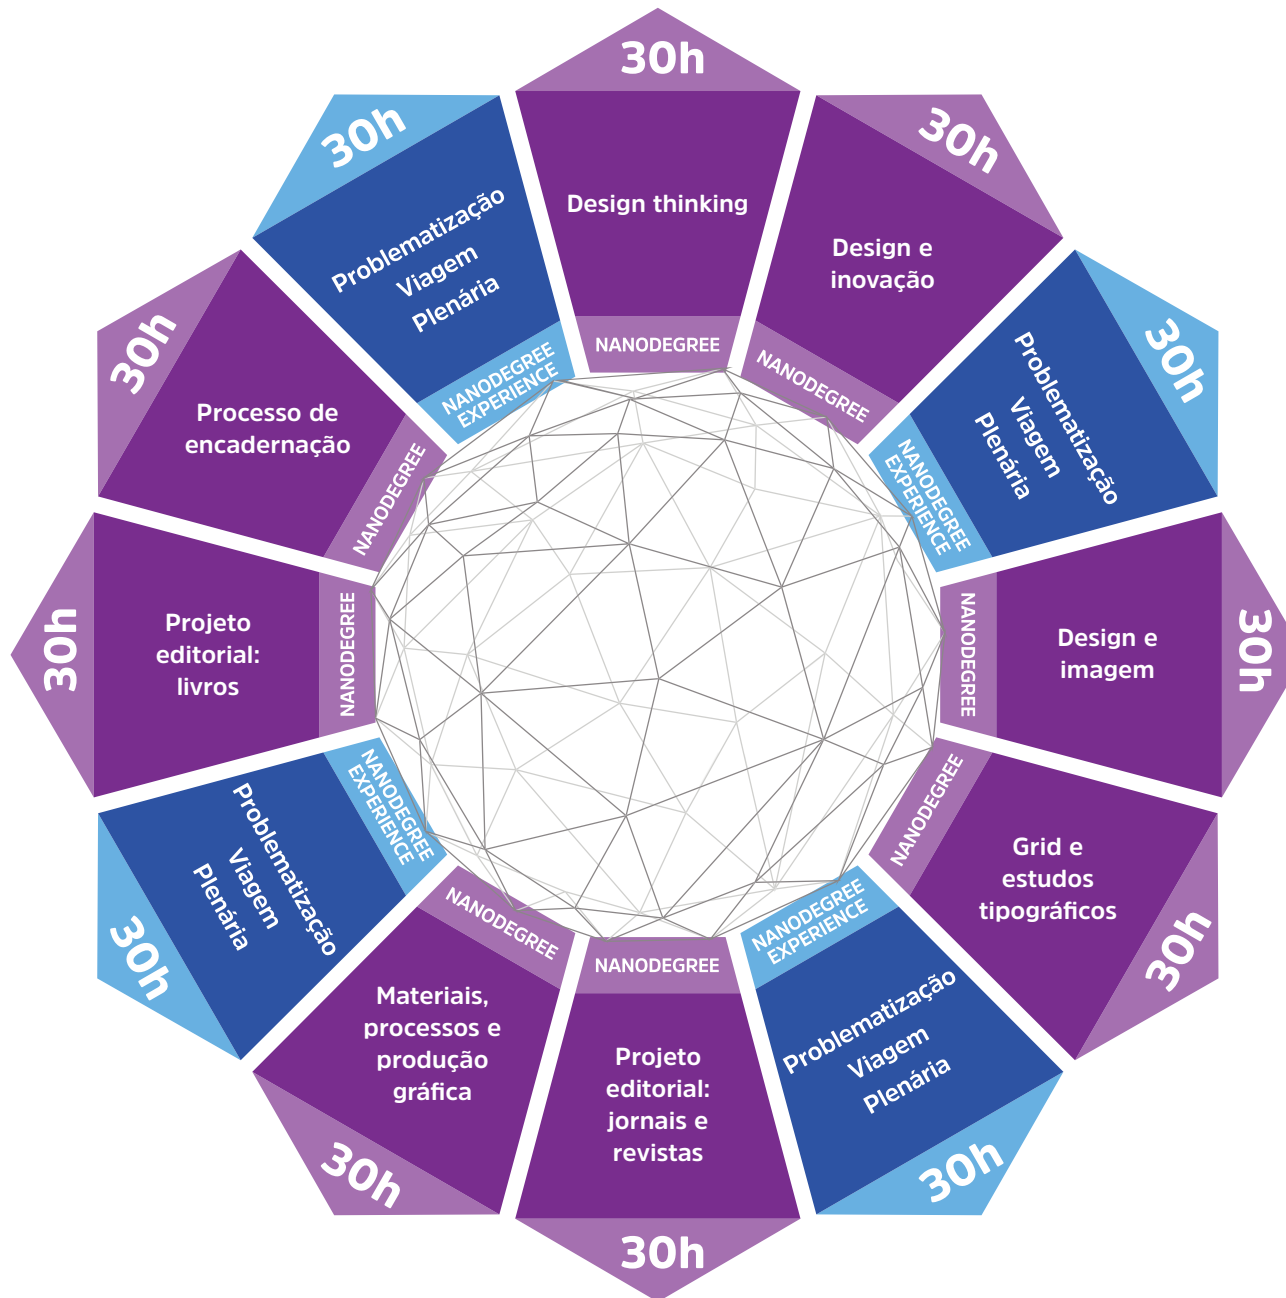 30h
Design thinking
NANODEGREE
30h
Design e
inovação
NANODEGREE
30h
Problematização
Viagem
Plenária
NANODEGREE
EXPERIENCE
30h
Design e
imagem
NANODEGREE
30h
Grid e
estudos
tipográficos
NANODEGREE
30h
Problematização
Viagem
Plenária
NANODEGREE
EXPERIENCE
30h
Projeto
editorial:
jornais e
revistas
NANODEGREE
30h
Materiais,
processos e
produção
gráfica
NANODEGREE
30h
Problematização
Viagem
Plenária
NANODEGREE
EXPERIENCE
30h
Projeto
editorial:
livros
NANODEGREE
30h
Processo de
encadernação
NANODEGREE
30h
Problematização
Viagem
Plenária
NANODEGREE
EXPERIENCE